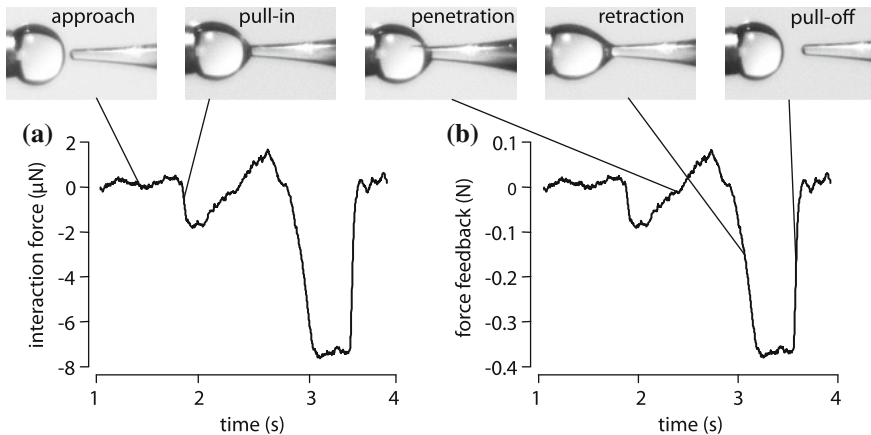 approach pull-in penetration retraction pull-off
(a) (b)
interaction force (µN)
2
0
-2
-4
-6
-8
1 2 3 4
time (s)
force feedback (N)
0.1
0
-0.1
-0.2
-0.3
-0.4
1 2 3 4
time (s)